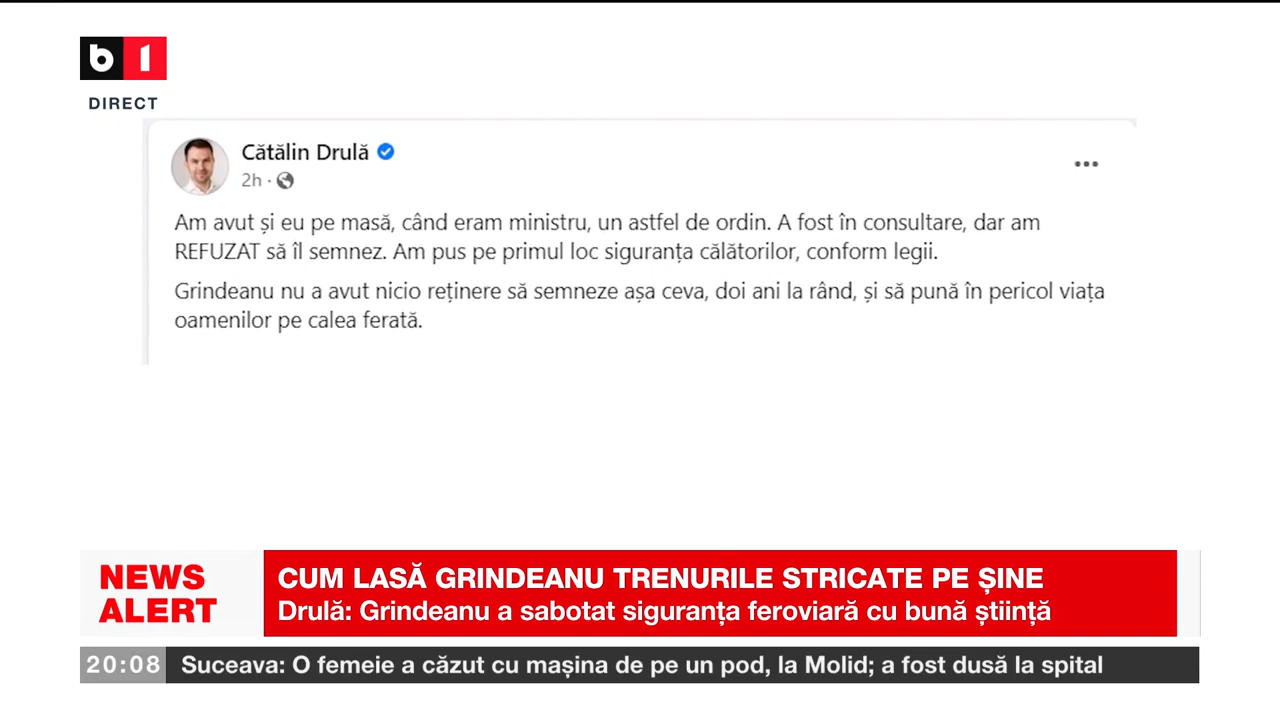 b1
DIRECT
Cătălin Drulă
2h ·
Am avut și eu pe masă, când eram ministru, un astfel de ordin. A fost în consultare, dar am
REFUZAT să îl semnez. Am pus pe primul loc siguranța călătorilor, conform legii.
Grindeanu nu a avut nicio reținere să semneze așa ceva, doi ani la rând, și să pună în pericol viața
oamenilor pe calea ferată.
NEWS
ALERT
CUM LASĂ GRINDEANU TRENURILE STRICATE PE ȘINE
Drulă: Grindeanu a sabotat siguranța feroviară cu bună știință
20:08 Suceava: O femeie a căzut cu mașina de pe un pod, la Molid; a fost dusă la spital